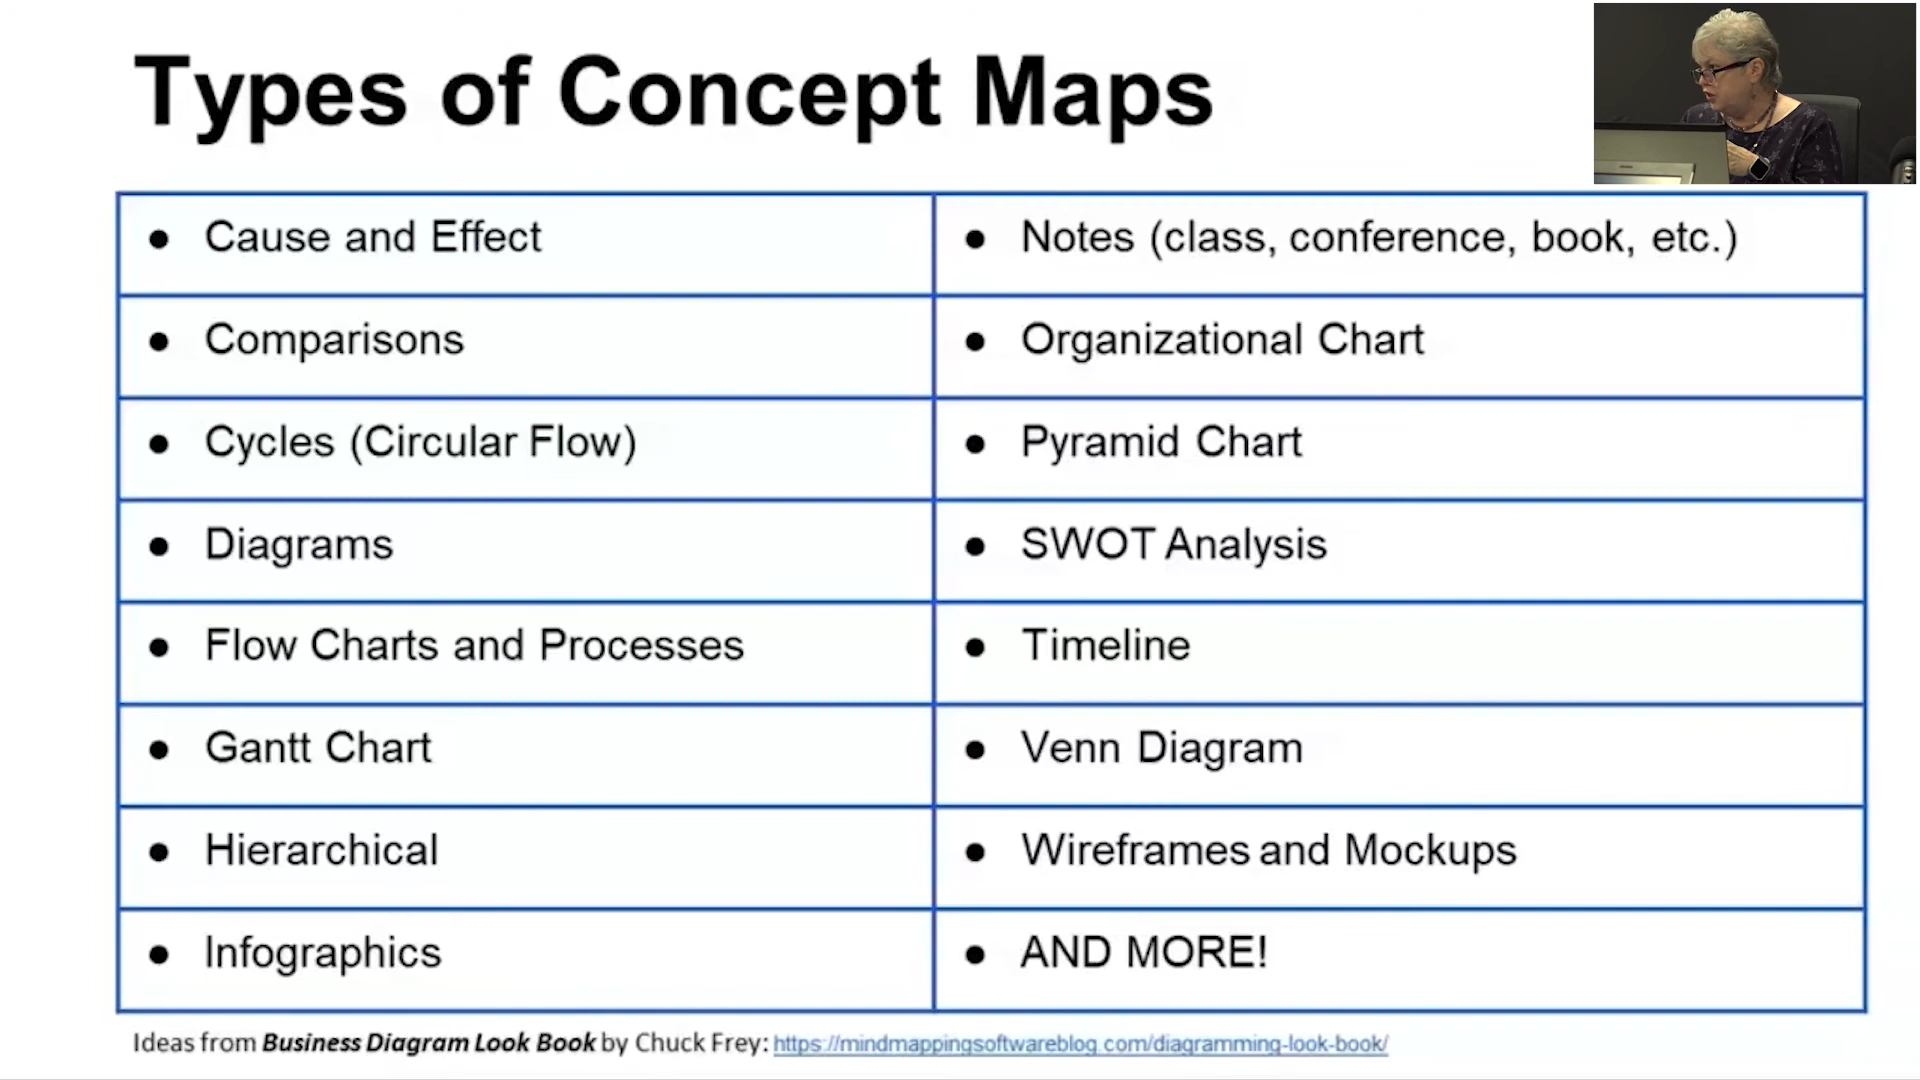 Types of Concept Maps
● Cause and Effect
● Notes (class, conference, book, etc.)
● Comparisons
● Organizational Chart
● Cycles (Circular Flow)
● Pyramid Chart
● Diagrams
● SWOT Analysis
● Flow Charts and Processes
● Timeline
● Gantt Chart
● Venn Diagram
● Hierarchical
● Wireframes and Mockups
● Infographics
● AND MORE!
Ideas from Business Diagram Look Book by Chuck Frey: https://mindmappingsoftwareblog.com/diagramming-look-book/